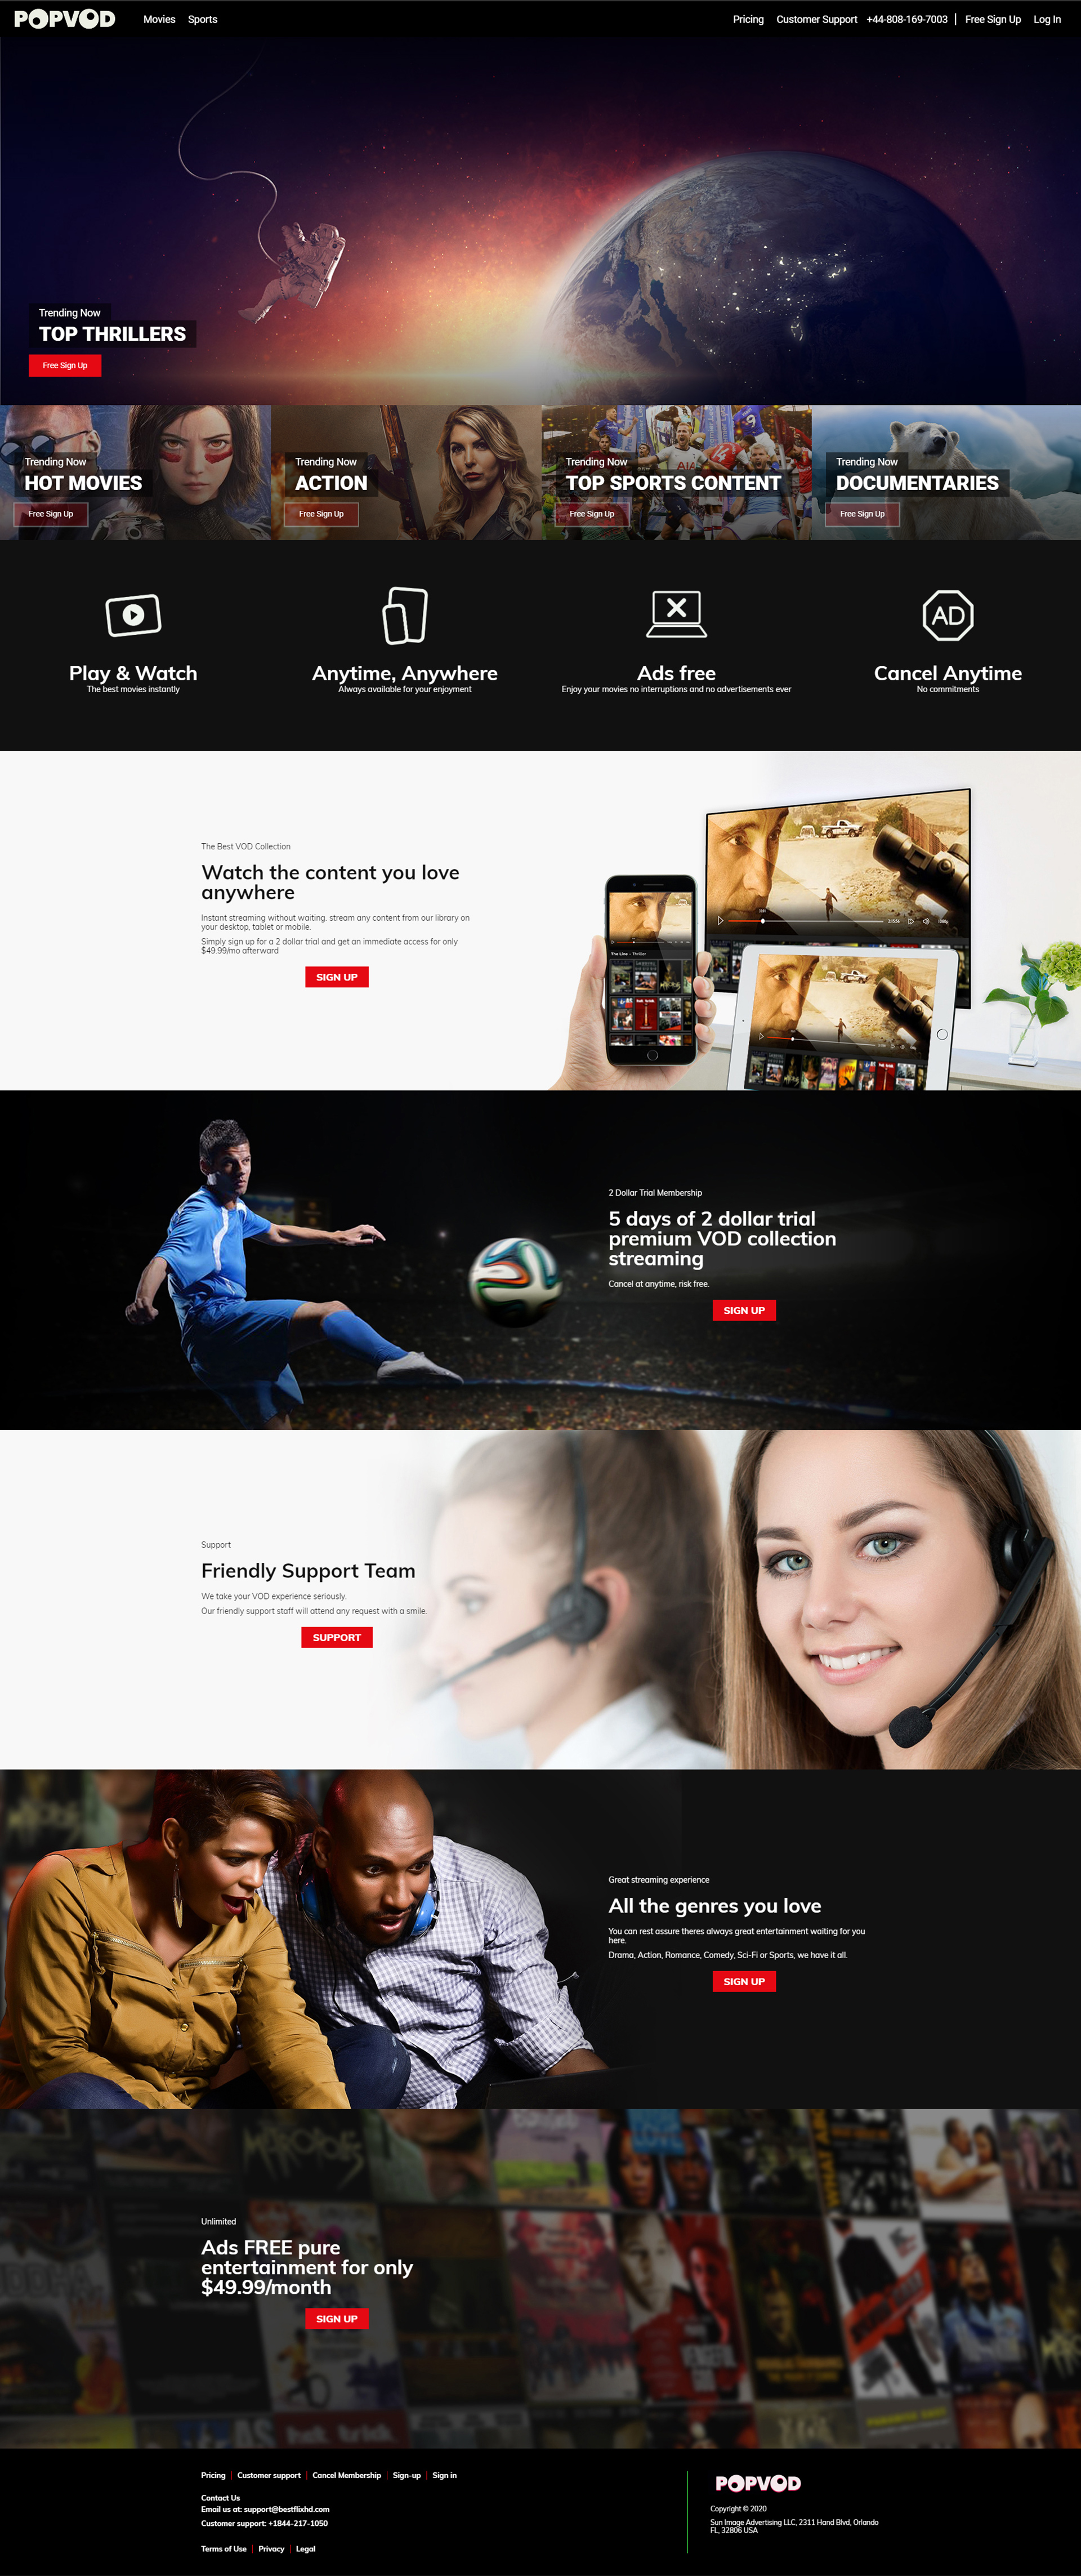 POPVOD Movies Sports Pricing Customer Support +44-808-169-7003 | Free Sign Up Log In
Trending Now
TOP THRILLERS
Free Sign Up
Trending Now
HOT MOVIES
Free Sign Up
Trending Now
ACTION
Free Sign Up
Trending Now
TOP SPORTS CONTENT
Free Sign Up
Trending Now
DOCUMENTARIES
Free Sign Up
Play & Watch
The best movies instantly
Anytime, Anywhere
Always available for your enjoyment
Ads free
Enjoy your movies no interruptions and no advertisements ever
AD
Cancel Anytime
No commitments
The Best VOD Collection
Watch the content you love
anywhere
Instant streaming without waiting. stream any content from our library on
your desktop, tablet or mobile.
Simply sign up for a 2 dollar trial and get an immediate access for only
$49.99/mo afterward
SIGN UP
The Line - Thriller
2 Dollar Trial Membership
5 days of 2 dollar trial
premium VOD collection
streaming
Cancel at anytime, risk free.
SIGN UP
Support
Friendly Support Team
We take your VOD experience seriously.
Our friendly support staff will attend any request with a smile.
SUPPORT
Great streaming experience
All the genres you love
You can rest assure theres always great entertainment waiting for you
here.
Drama, Action, Romance, Comedy, Sci-Fi or Sports, we have it all.
SIGN UP
Unlimited
Ads FREE pure
entertainment for only
$49.99/month
SIGN UP
Pricing | Customer support | Cancel Membership | Sign-up | Sign in
Contact Us
Email us at: support@bestflixhd.com
Customer support: +1844-217-1050
Terms of Use | Privacy | Legal
POPVOD
Copyright © 2020
Sun Image Advertising LLC, 2311 Hand Blvd, Orlando
FL, 32806 USA